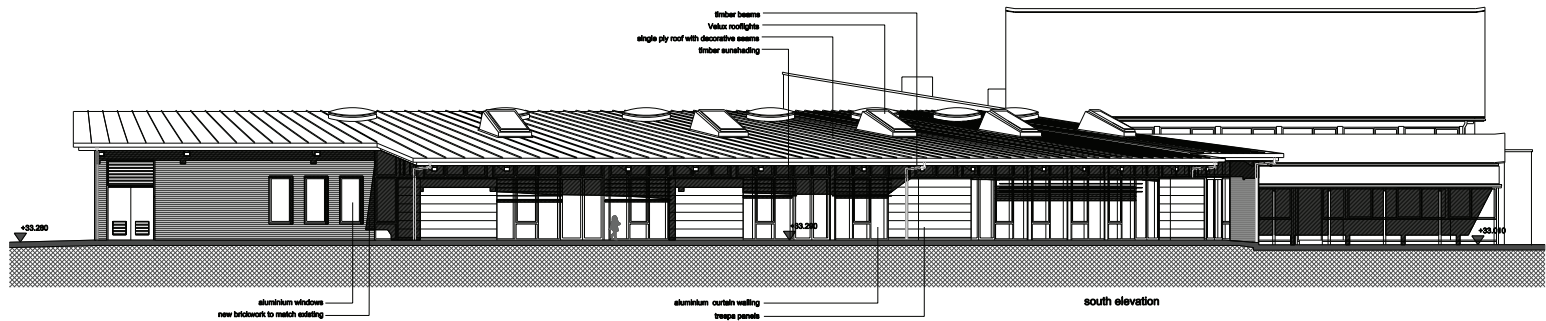 timber beams
Velux rooflights
single ply roof with decorative seams
timber sunshading
+33.280
+33.280
+33.080
aluminium windows
new brickwork to match existing
aluminium curtain walling
trespa panels
south elevation